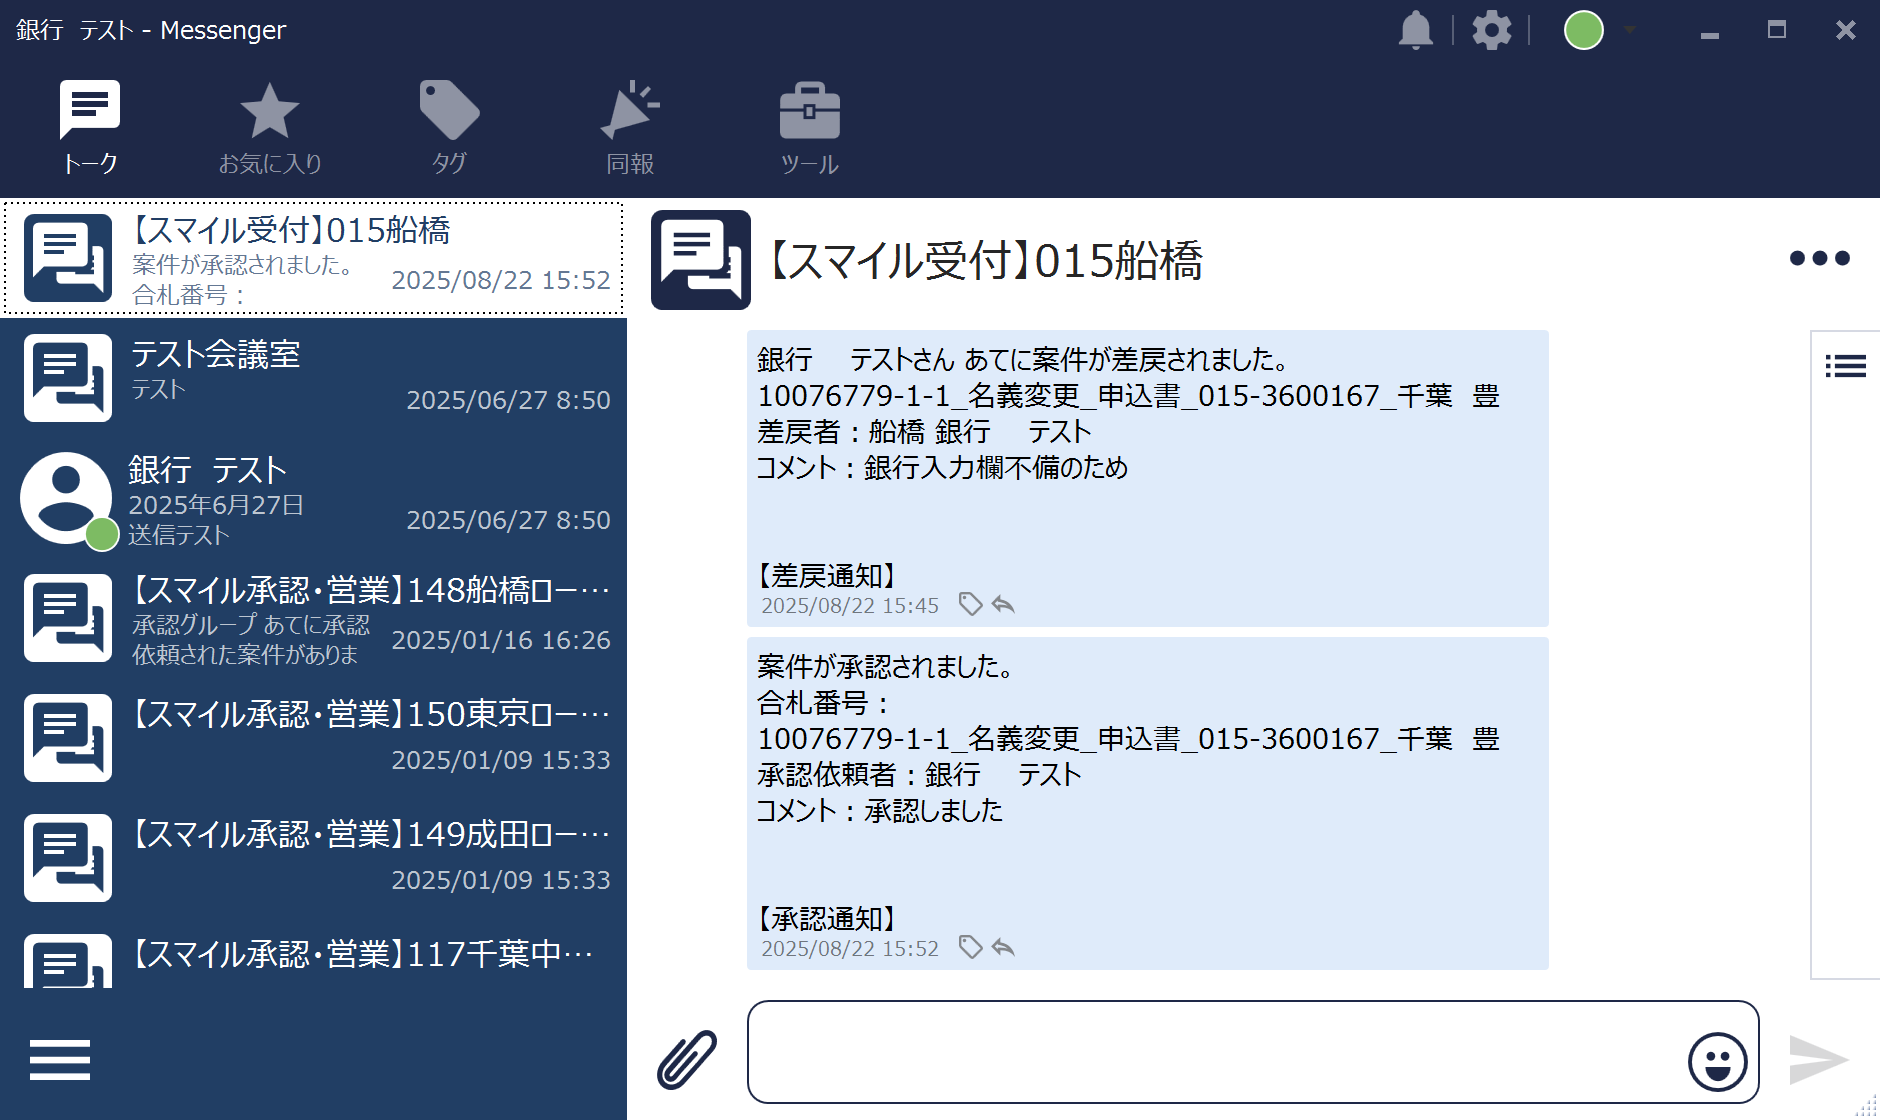 銀行　テスト - Messenger
トーク
お気に入り
タグ
同報
ツール
【スマイル受付】015船橋
案件が承認されました。
合札番号：
2025/08/22 15:52
テスト会議室
テスト
2025/06/27 8:50
銀行　テスト
2025年6月27日
送信テスト
2025/06/27 8:50
【スマイル承認・営業】148船橋ロー…
承認グループ あてに承認
依頼された案件がありま
2025/01/16 16:26
【スマイル承認・営業】150東京ロー…
2025/01/09 15:33
【スマイル承認・営業】149成田ロー…
2025/01/09 15:33
【スマイル承認・営業】117千葉中…
【スマイル受付】015船橋
銀行　 テストさん あてに案件が差戻されました。
10076779-1-1_名義変更_申込書_015-3600167_千葉　豊
差戻者：船橋 銀行　 テスト
コメント：銀行入力欄不備のため
【差戻通知】
2025/08/22 15:45
案件が承認されました。
合札番号：
10076779-1-1_名義変更_申込書_015-3600167_千葉　豊
承認依頼者：銀行　 テスト
コメント：承認しました
【承認通知】
2025/08/22 15:52